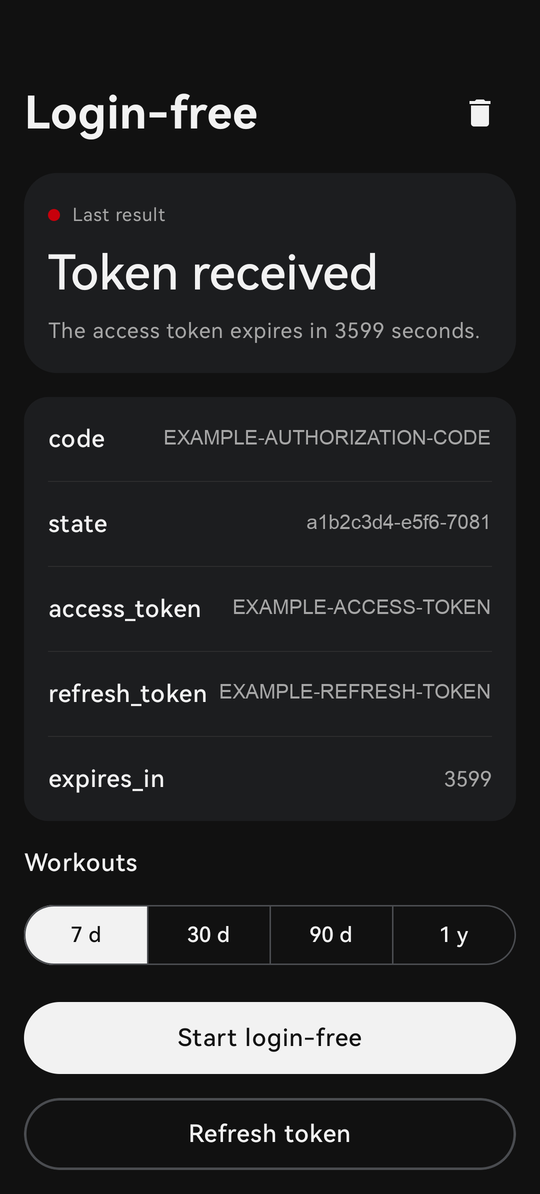 Login-free
Last result
Token received
The access token expires in 3599 seconds.
code EXAMPLE-AUTHORIZATION-CODE
state a1b2c3d4-e5f6-7081
access_token EXAMPLE-ACCESS-TOKEN
refresh_token EXAMPLE-REFRESH-TOKEN
expires_in 3599
Workouts
7 d 30 d 90 d 1 y
Start login-free
Refresh token